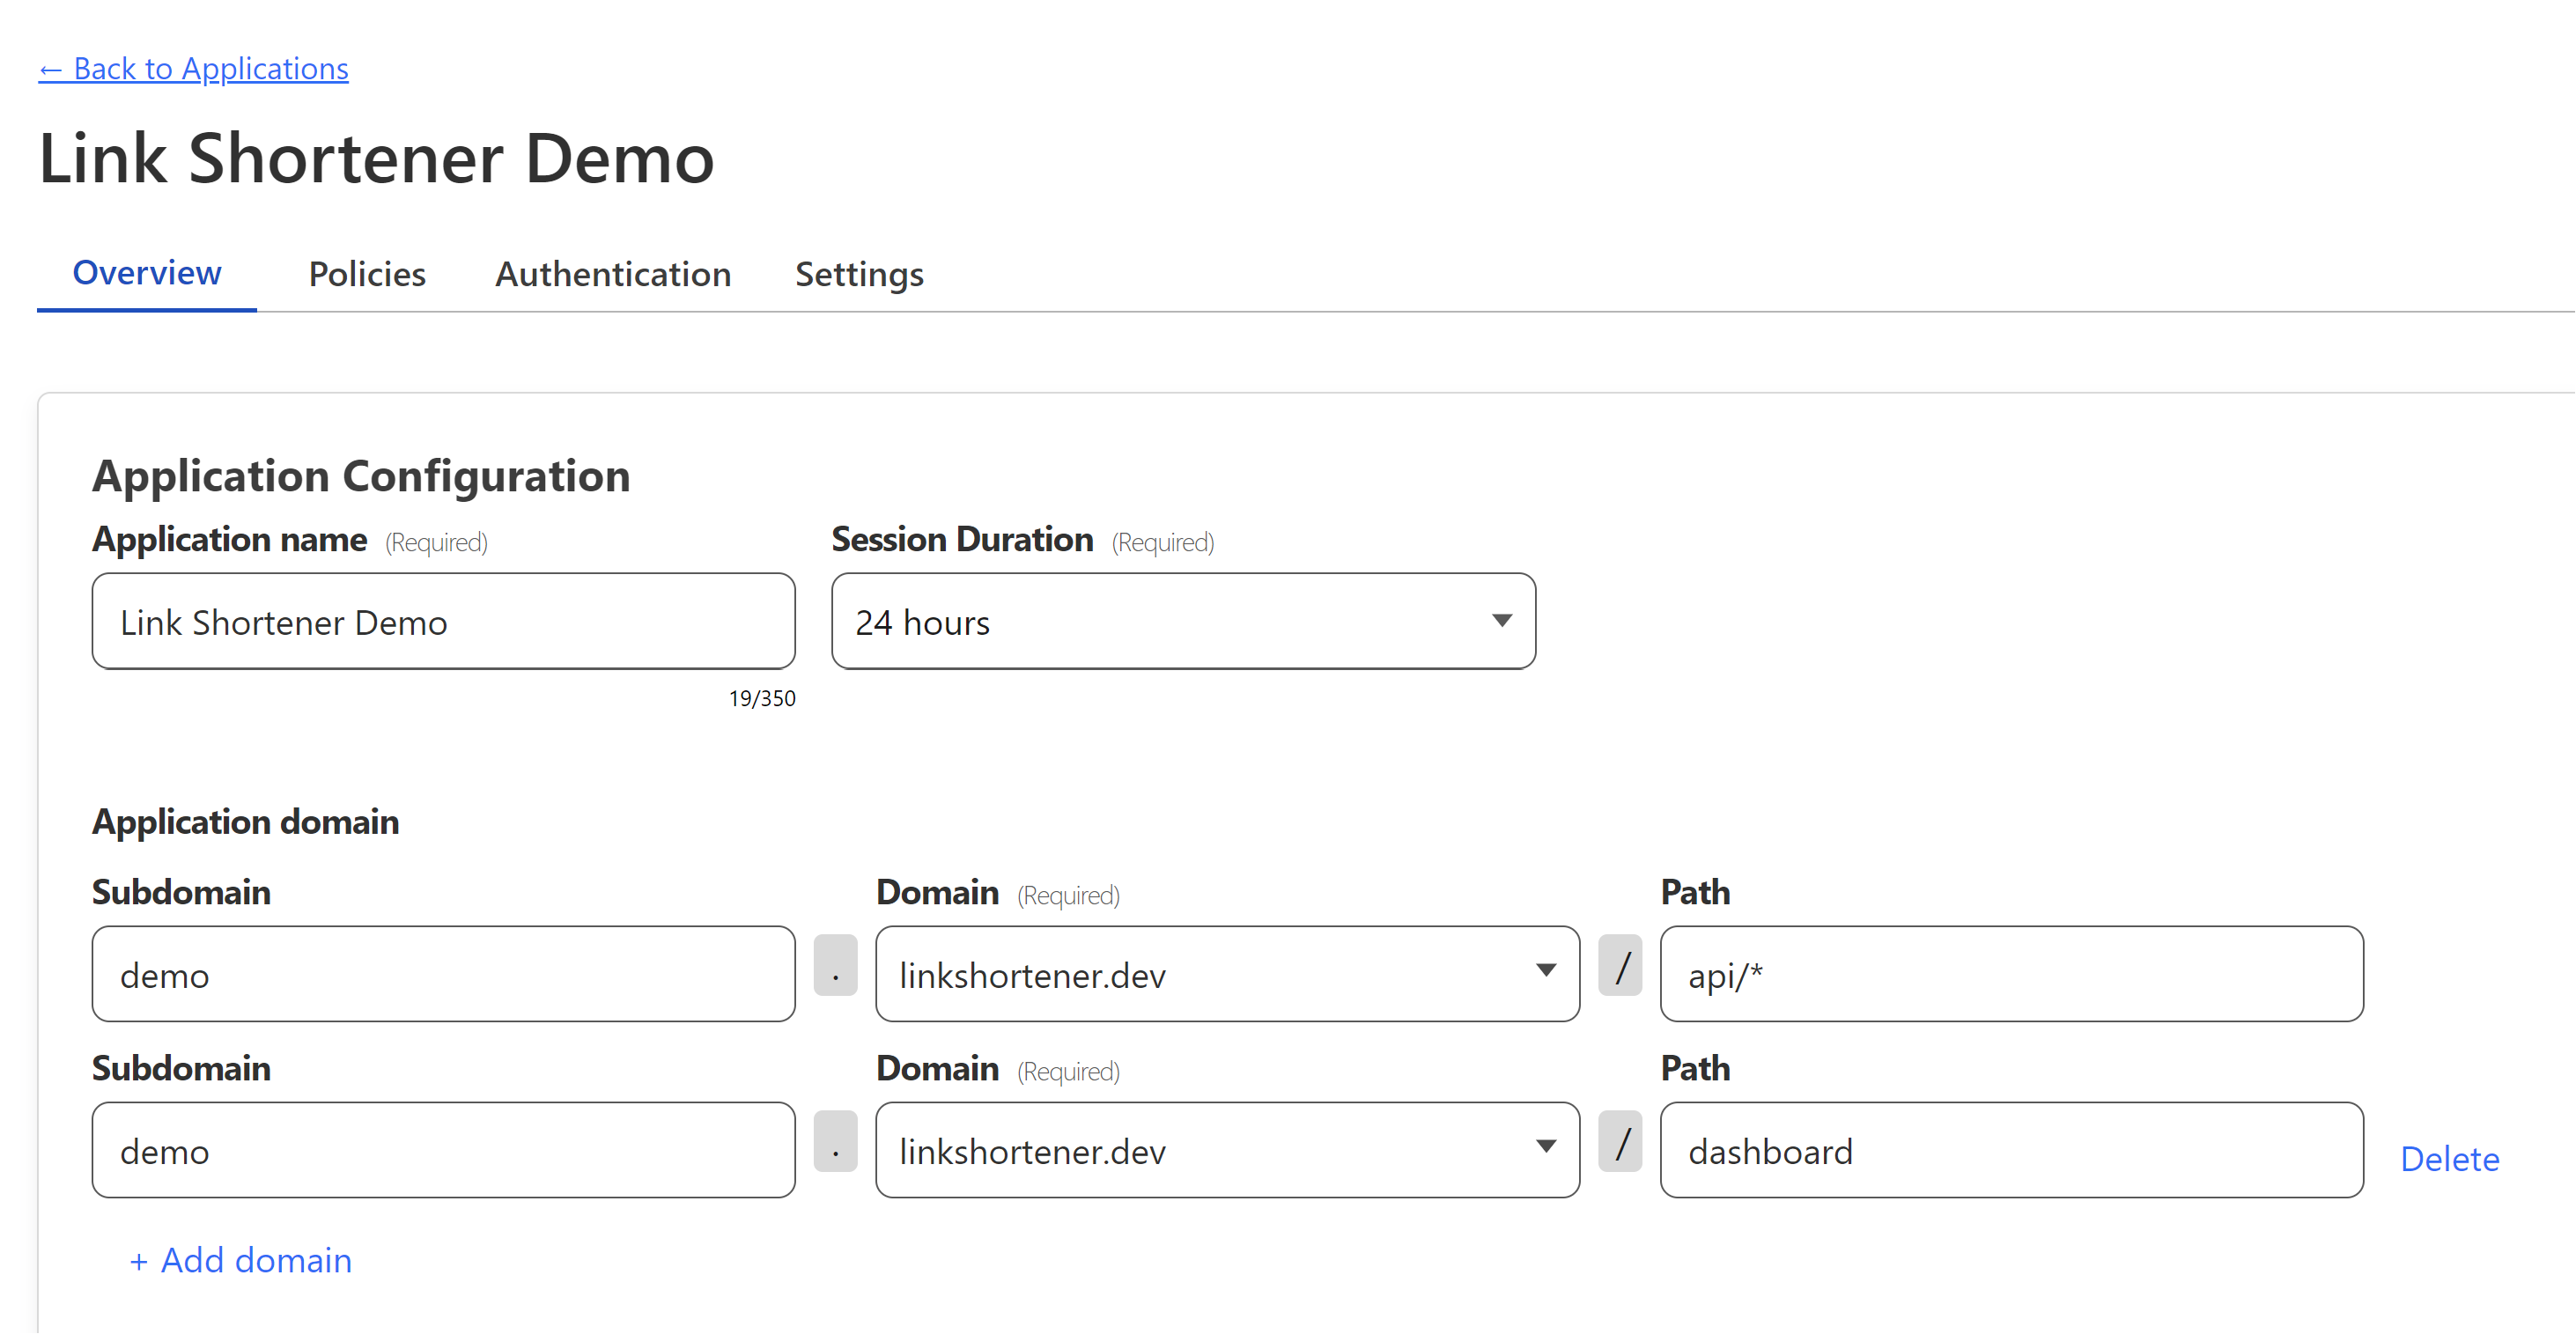 ← Back to Applications
Link Shortener Demo
Overview Policies Authentication Settings
Application Configuration
Application name (Required) Session Duration (Required)
Link Shortener Demo 24 hours
19/350
Application domain
Subdomain Domain (Required) Path
demo . linkshortener.dev / api/*
Subdomain Domain (Required) Path
demo . linkshortener.dev / dashboard Delete
+ Add domain